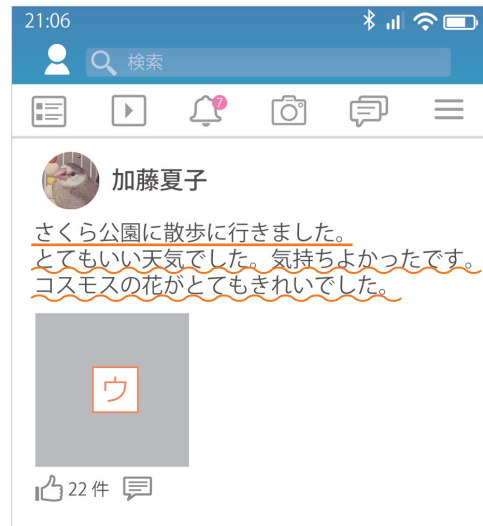 21:06
検索
7
加藤夏子
さくら公園に散歩に行きました。
とてもいい天気でした。気持ちよかったです。
コスモスの花がとてもきれいでした。
ウ
22件